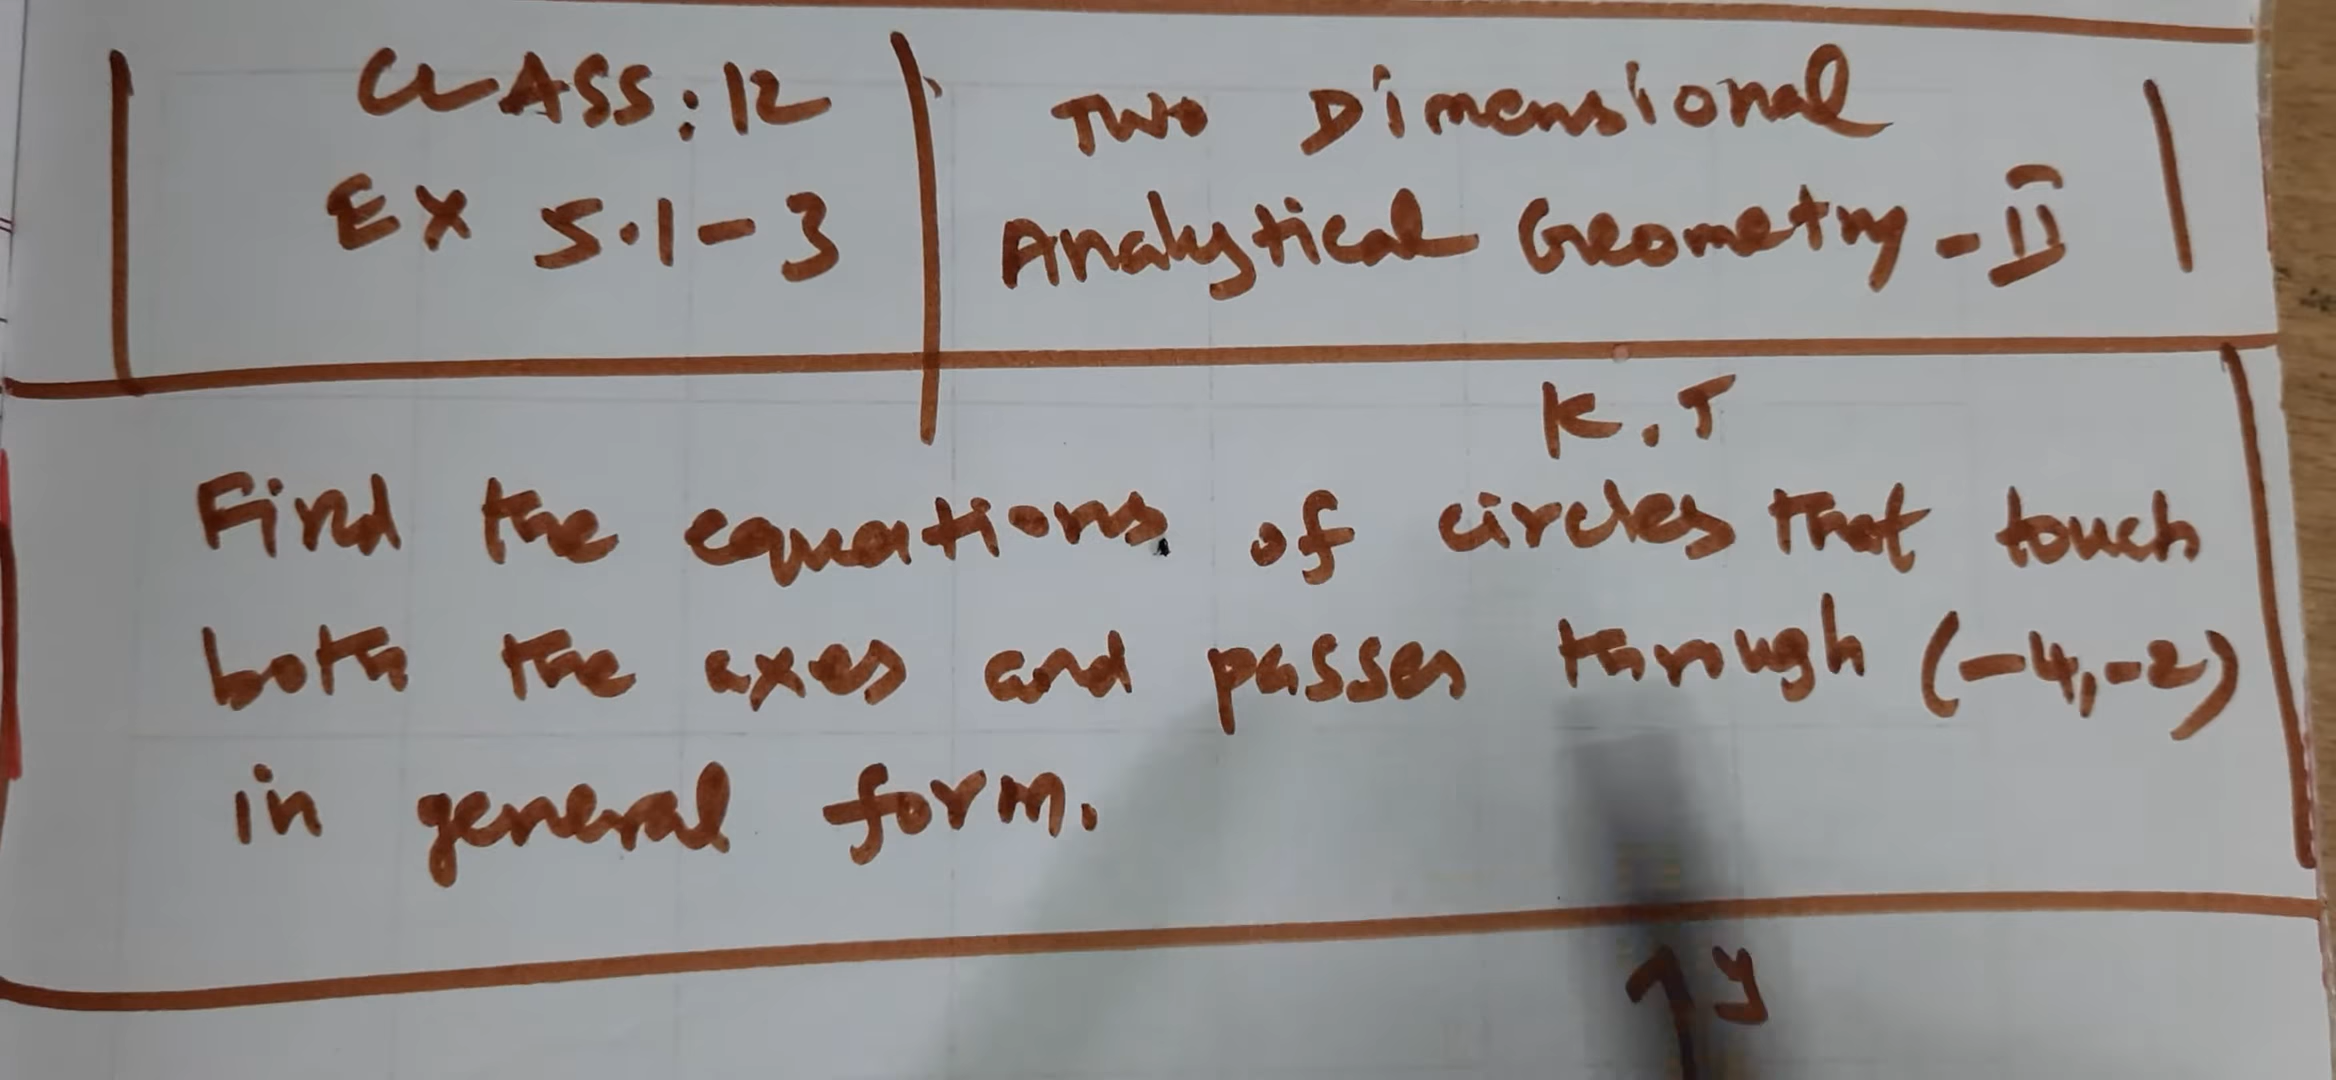 CLASS: 12
EX 5.1-3
Two Dimensional
Analytical Geometry - II
K.T
Find the equations of circles that touch
both the axes and passes through (-4,-2)
in general form.
y